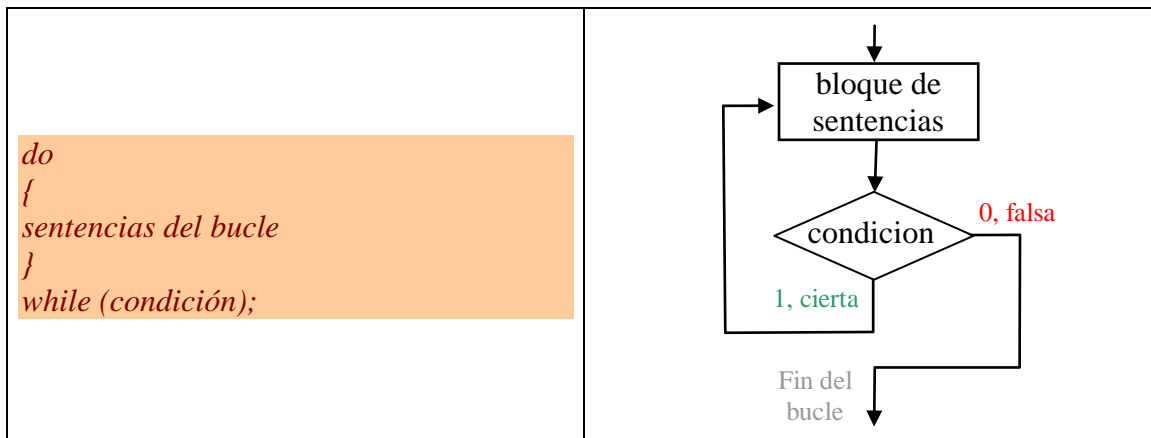 do
{
sentencias del bucle
}
while (condición);
bloque de
sentencias
condicion
0, falsa
1, cierta
Fin del
bucle